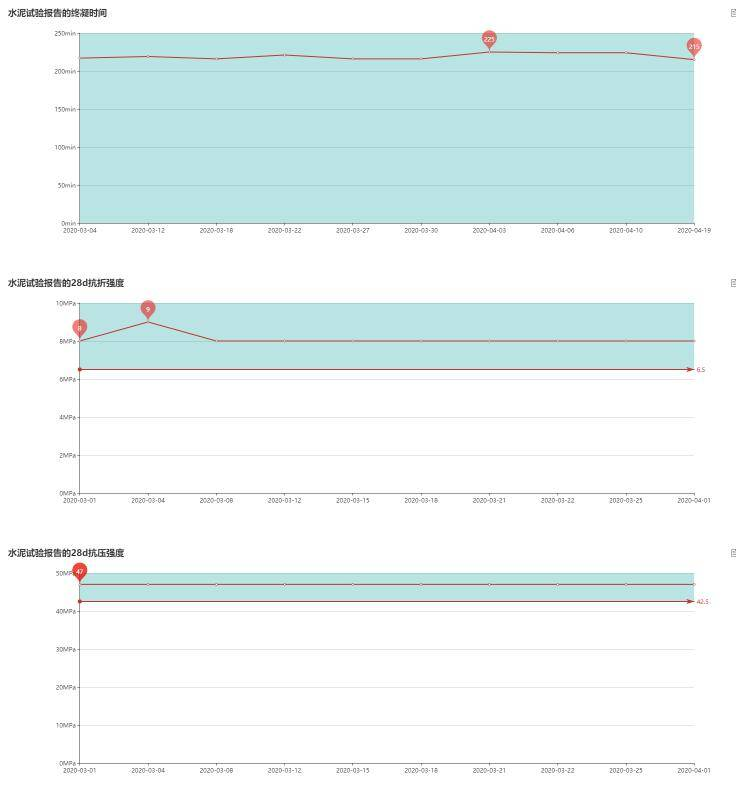 水泥试验报告的终凝时间
250min
225
215
200min
150min
100min
50min
0min
2020-03-04 2020-03-12 2020-03-18 2020-03-22 2020-03-27 2020-03-30 2020-04-03 2020-04-06 2020-04-10 2020-04-19
水泥试验报告的28d抗折强度
10MPa
9
8
8MPa
6.5
6MPa
4MPa
2MPa
0MPa
2020-03-01 2020-03-04 2020-03-08 2020-03-12 2020-03-15 2020-03-18 2020-03-21 2020-03-22 2020-03-25 2020-04-01
水泥试验报告的28d抗压强度
50MPa
47
42.5
40MPa
30MPa
20MPa
10MPa
0MPa
2020-03-01 2020-03-04 2020-03-08 2020-03-12 2020-03-15 2020-03-18 2020-03-21 2020-03-22 2020-03-25 2020-04-01